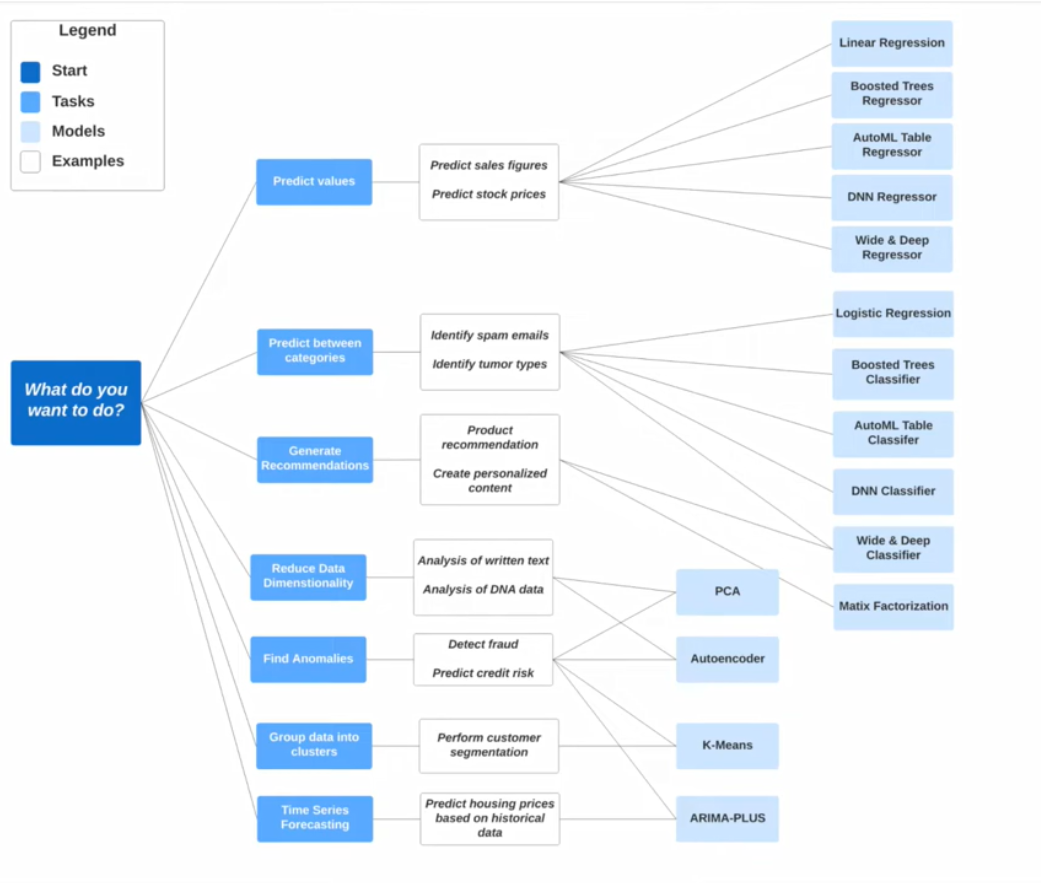 Legend
Start
Tasks
Models
Examples
What do you
want to do?
Predict values
Predict sales figures
Predict stock prices
Linear Regression
Boosted Trees
Regressor
AutoML Table
Regressor
DNN Regressor
Wide & Deep
Regressor
Predict between
categories
Identify spam emails
Identify tumor types
Logistic Regression
Boosted Trees
Classifier
AutoML Table
Classifer
DNN Classifier
Wide & Deep
Classifier
Generate
Recommendations
Product
recommendation
Create personalized
content
Matix Factorization
Reduce Data
Dimenstionality
Analysis of written text
Analysis of DNA data
PCA
Find Anomalies
Detect fraud
Predict credit risk
Autoencoder
Group data into
clusters
Perform customer
segmentation
K-Means
Time Series
Forecasting
Predict housing prices
based on historical
data
ARIMA-PLUS